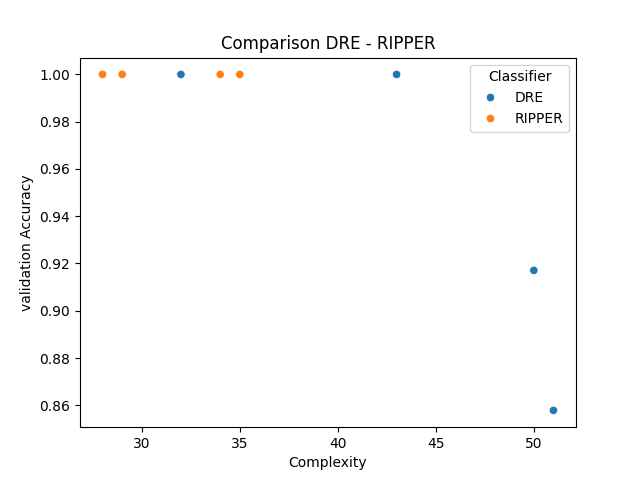 Comparison DRE - RIPPER
Classifier
DRE
RIPPER
validation Accuracy
1.00
0.98
0.96
0.94
0.92
0.90
0.88
0.86
30 35 40 45 50
Complexity